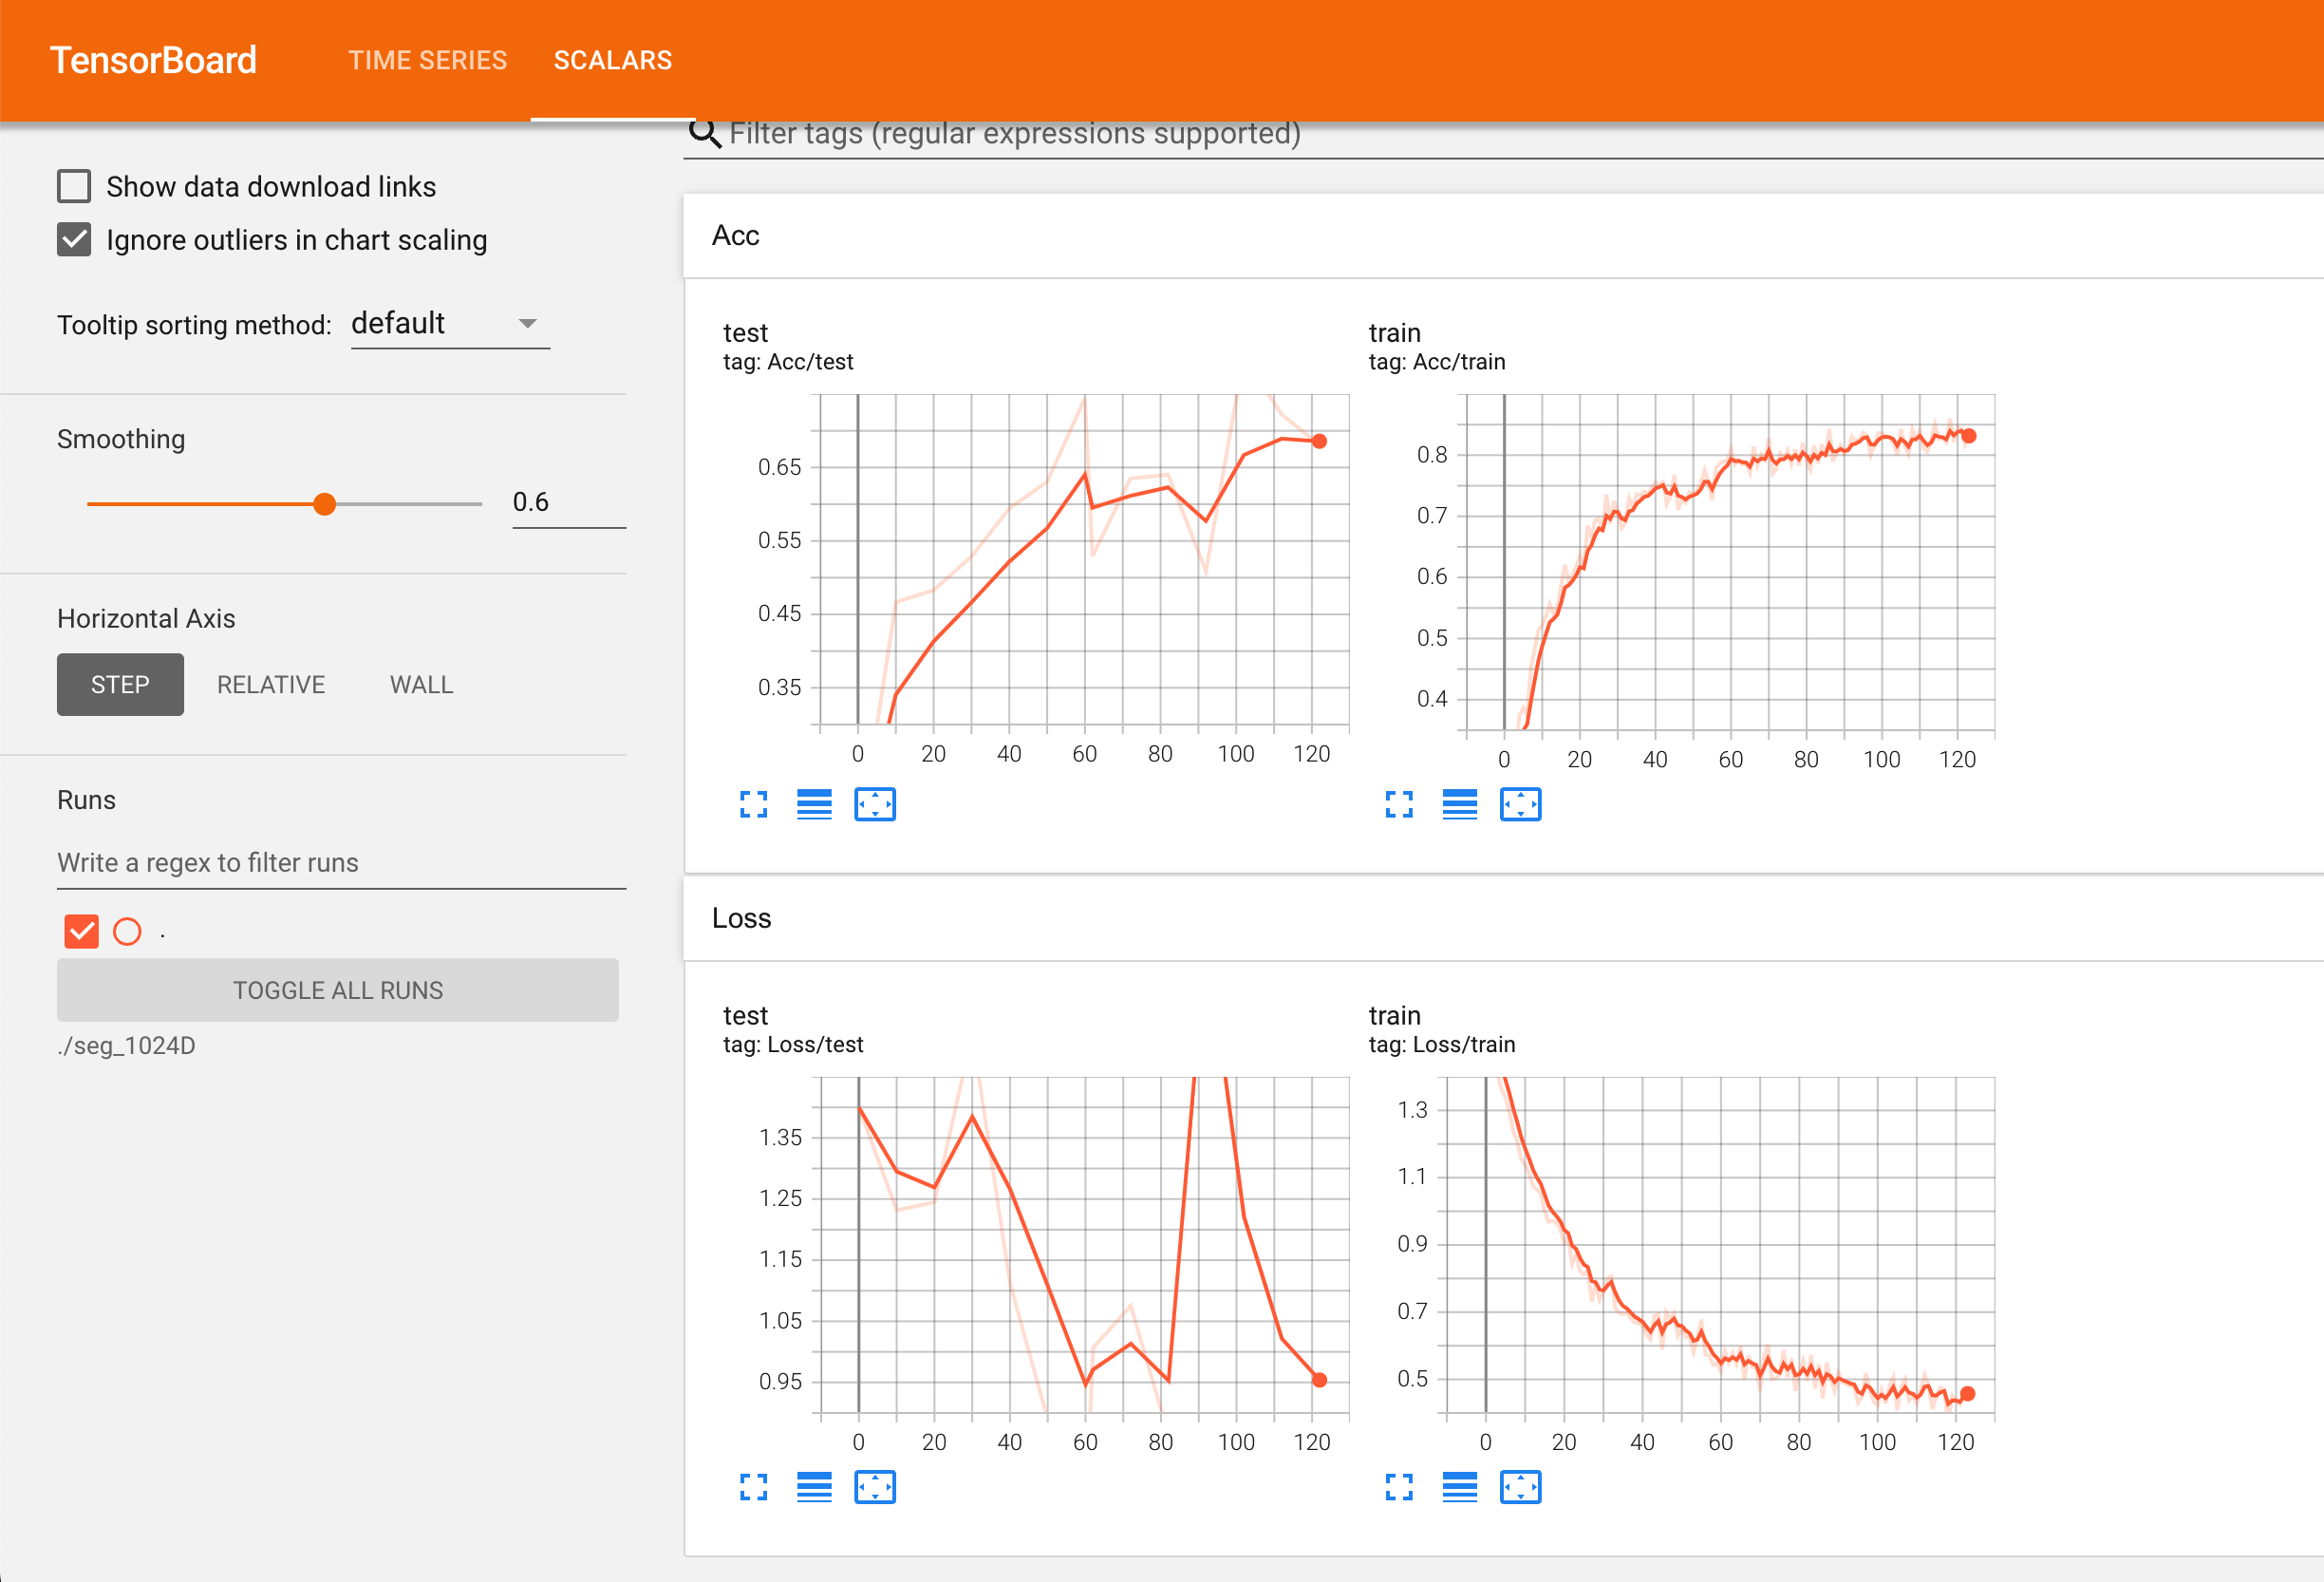 TensorBoard
TIME SERIES
SCALARS
Filter tags (regular expressions supported)
Show data download links
Ignore outliers in chart scaling
Tooltip sorting method: default
Smoothing
0.6
Horizontal Axis
STEP
RELATIVE
WALL
Runs
Write a regex to filter runs
.
TOGGLE ALL RUNS
./seg_1024D
Acc
test
tag: Acc/test
0.65
0.55
0.45
0.35
0 20 40 60 80 100 120
train
tag: Acc/train
0.8
0.7
0.6
0.5
0.4
0 20 40 60 80 100 120
Loss
test
tag: Loss/test
1.35
1.25
1.15
1.05
0.95
0 20 40 60 80 100 120
train
tag: Loss/train
1.3
1.1
0.9
0.7
0.5
0 20 40 60 80 100 120